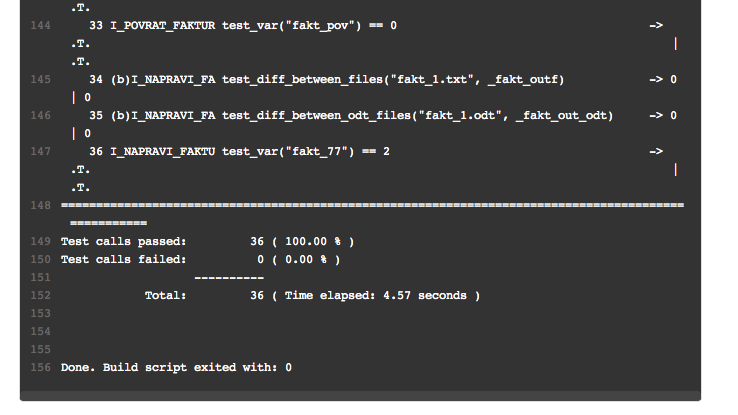 .T.
144 33 I_POVRAT_FAKTUR test_var("fakt_pov") == 0 ->
.T. |
.T.
145 34 (b)I_NAPRAVI_FA test_diff_between_files("fakt_1.txt", _fakt_outf) -> 0
| 0
146 35 (b)I_NAPRAVI_FA test_diff_between_odt_files("fakt_1.odt", _fakt_out_odt) -> 0
| 0
147 36 I_NAPRAVI_FAKTU test_var("fakt_77") == 2 ->
.T. |
.T.
148 =========================================================================================
===========
149 Test calls passed: 36 ( 100.00 % )
150 Test calls failed: 0 ( 0.00 % )
151 ----------
152 Total: 36 ( Time elapsed: 4.57 seconds )
153
154
155
156 Done. Build script exited with: 0